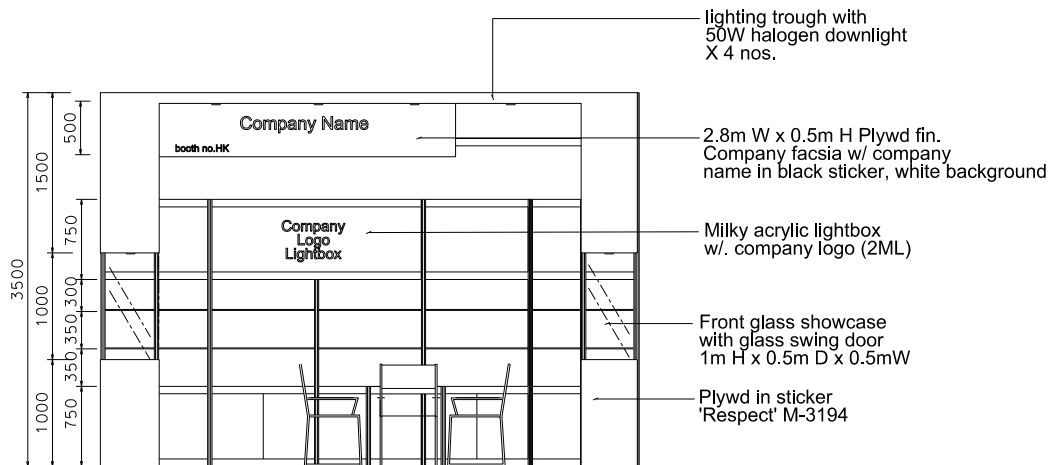 lighting trough with
50W halogen downlight
X 4 nos.
Company Name
booth no.HK
2.8m W x 0.5m H Plywd fin.
Company facsia w/ company
name in black sticker, white background
Company
Logo
Lightbox
Milky acrylic lightbox
w/. company logo (2ML)
Front glass showcase
with glass swing door
1m H x 0.5m D x 0.5mW
Plywd in sticker
'Respect' M-3194
3500
1500
1000
1000
500
750
300
350
350
750